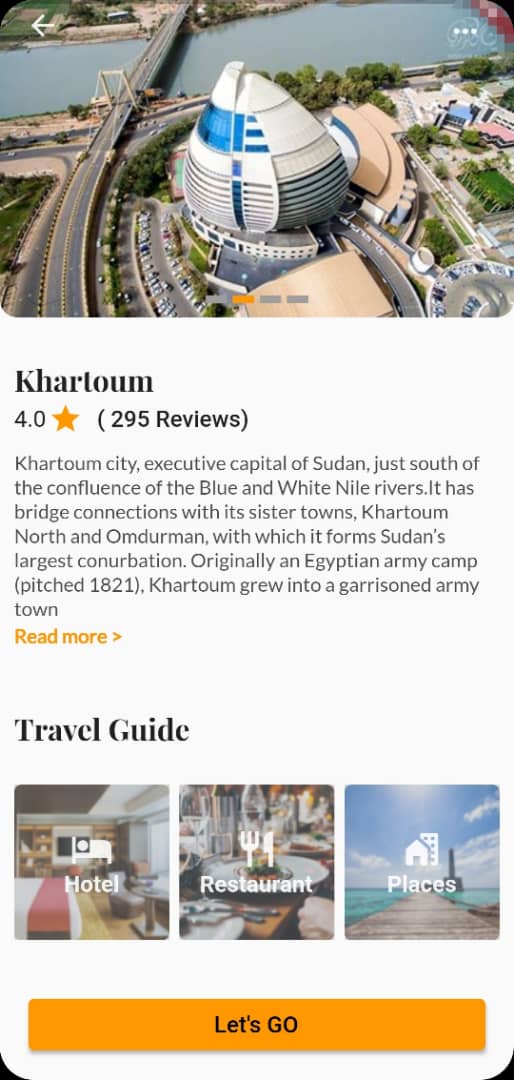 Khartoum
4.0 ( 295 Reviews)
Khartoum city, executive capital of Sudan, just south of
the confluence of the Blue and White Nile rivers.It has
bridge connections with its sister towns, Khartoum
North and Omdurman, with which it forms Sudan's
largest conurbation. Originally an Egyptian army camp
(pitched 1821), Khartoum grew into a garrisoned army
town
Read more >
Travel Guide
Hotel
Restaurant
Places
Let's GO